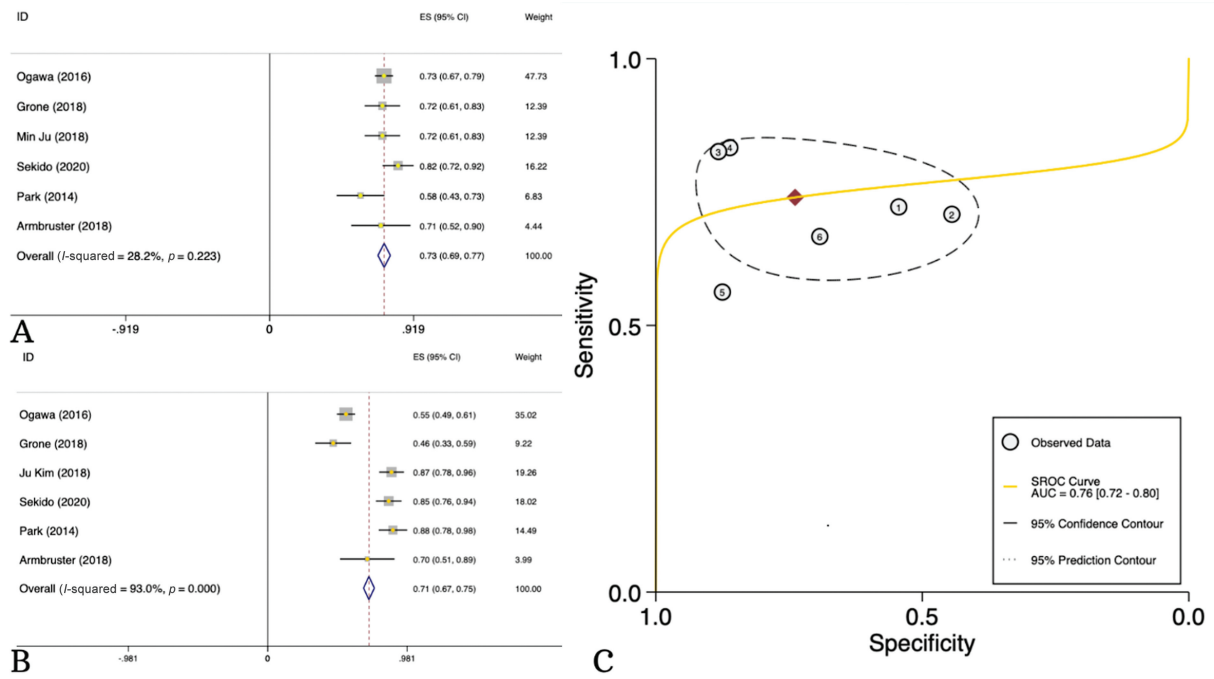 ID ES (95% CI) Weight
Ogawa (2016) 0.73 (0.67, 0.79) 47.73
Grone (2018) 0.72 (0.61, 0.83) 12.39
Min Ju (2018) 0.72 (0.61, 0.83) 12.39
Sekido (2020) 0.82 (0.72, 0.92) 16.22
Park (2014) 0.58 (0.43, 0.73) 6.83
Armbruster (2018) 0.71 (0.52, 0.90) 4.44
Overall (I-squared = 28.2%, p = 0.223) 0.73 (0.69, 0.77) 100.00
-.919 0 .919
A
ID ES (95% CI) Weight
Ogawa (2016) 0.55 (0.49, 0.61) 35.02
Grone (2018) 0.46 (0.33, 0.59) 9.22
Ju Kim (2018) 0.87 (0.78, 0.96) 19.26
Sekido (2020) 0.85 (0.76, 0.94) 18.02
Park (2014) 0.88 (0.78, 0.98) 14.49
Armbruster (2018) 0.70 (0.51, 0.89) 3.99
Overall (I-squared = 93.0%, p = 0.000) 0.71 (0.67, 0.75) 100.00
-.981 0 .981
B
1.0
0.5
0.0
Sensitivity
3 4
1
2
6
5
Observed Data
SROC Curve
AUC = 0.76 [0.72 - 0.80]
95% Confidence Contour
95% Prediction Contour
1.0 0.5 0.0
Specificity
C